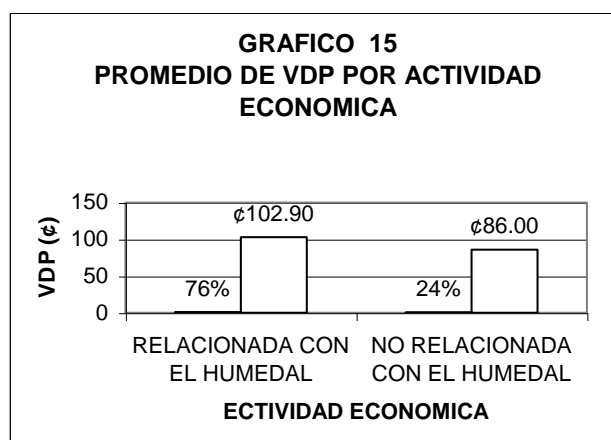 GRAFICO 15
PROMEDIO DE VDP POR ACTIVIDAD
ECONOMICA
VDP (¢)
150
100
50
0
¢102.90
¢86.00
76%
24%
RELACIONADA CON
EL HUMEDAL
NO RELACIONADA
CON EL HUMEDAL
ECTIVIDAD ECONOMICA